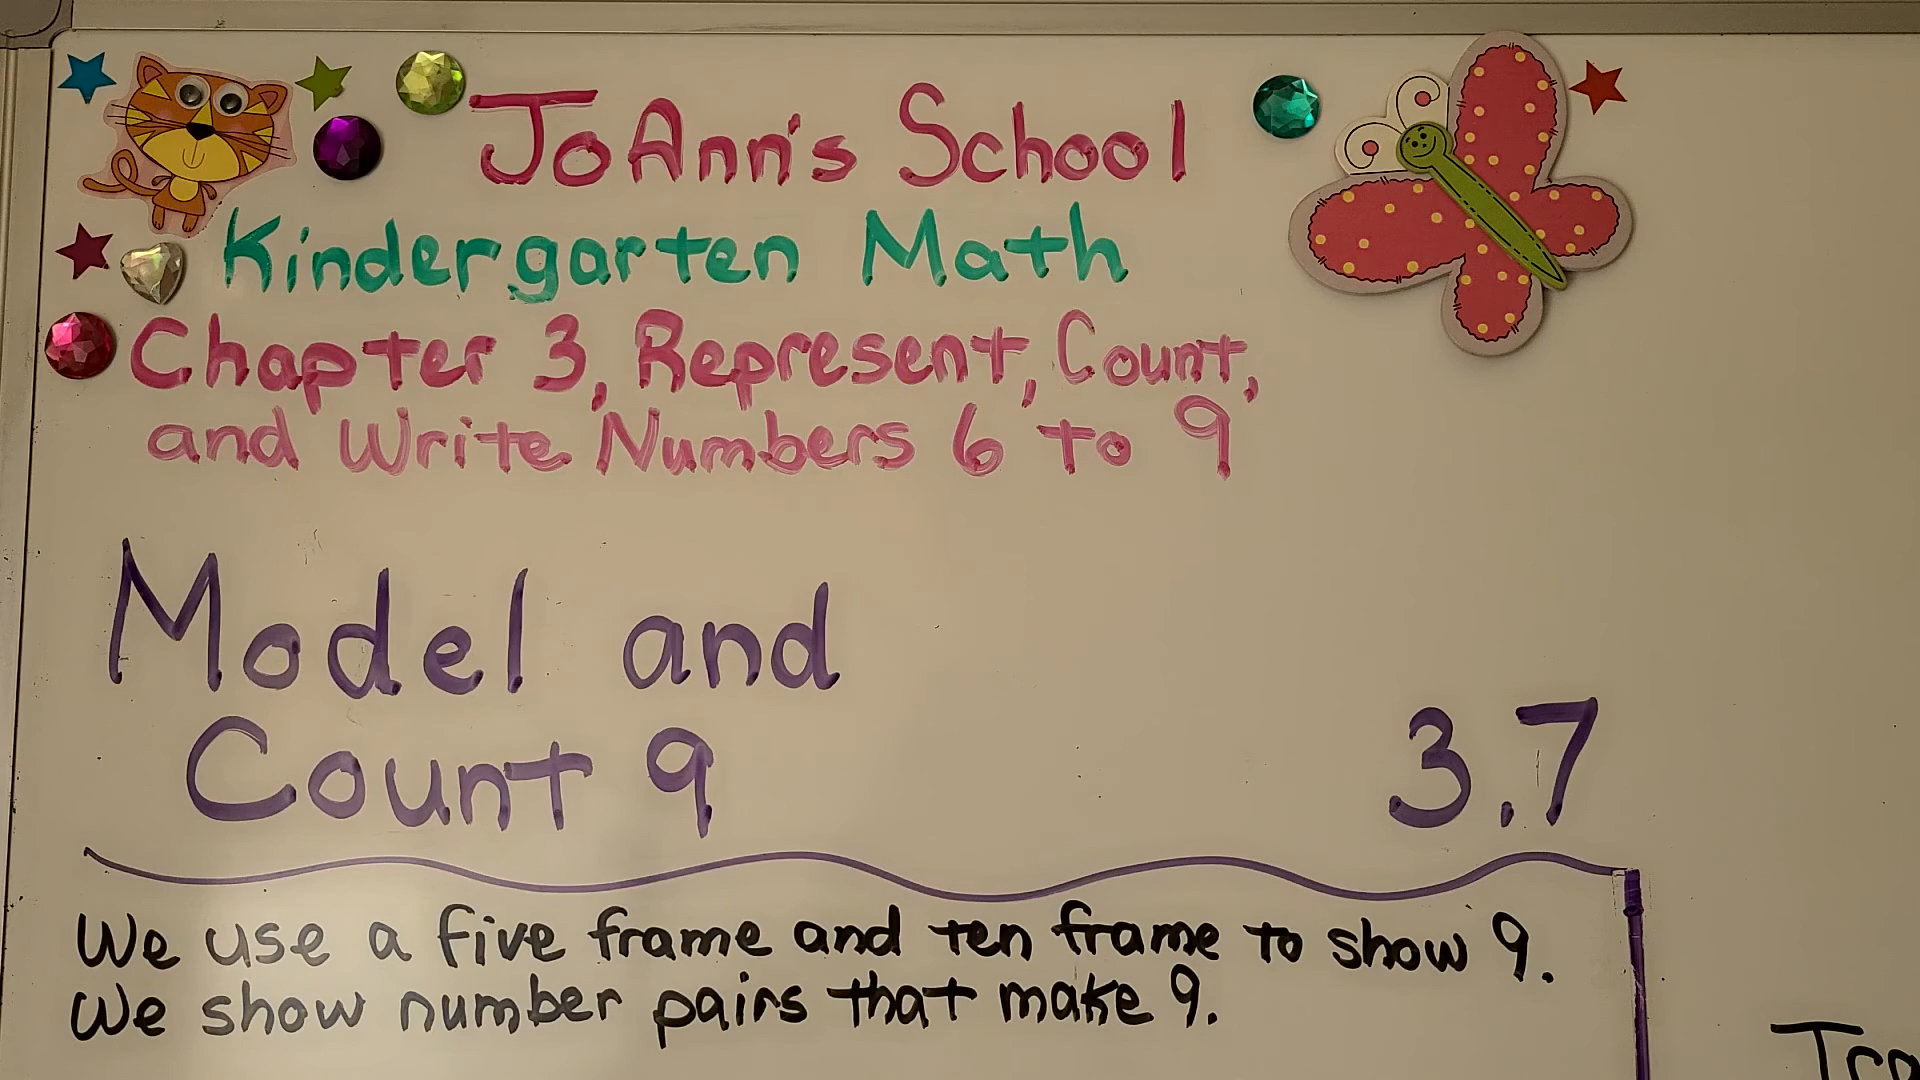 JoAnn's School
Kindergarten Math
Chapter 3, Represent, Count,
and Write Numbers 6 to 9
Model and
Count 9
3.7
We use a five frame and ten frame to show 9.
We show number pairs that make 9.